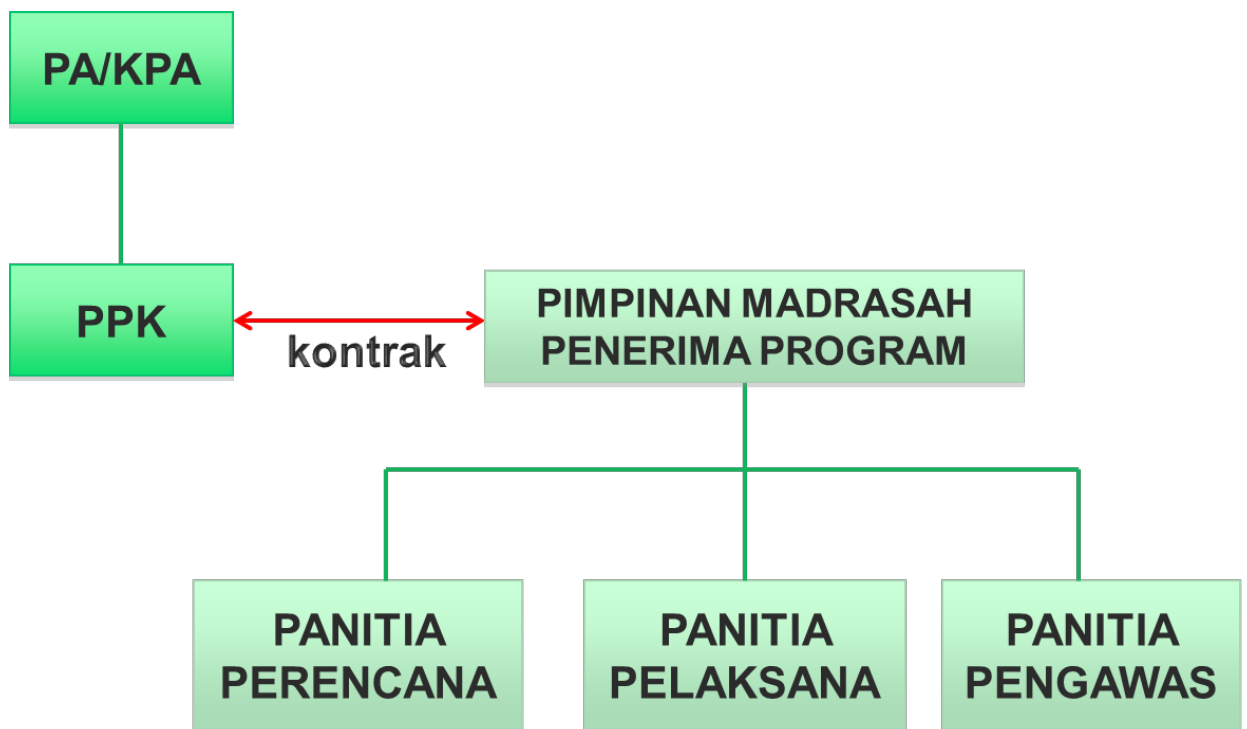 PA/KPA
PPK
kontrak
PIMPINAN MADRASAH
PENERIMA PROGRAM
PANITIA
PERENCANA
PANITIA
PELAKSANA
PANITIA
PENGAWAS